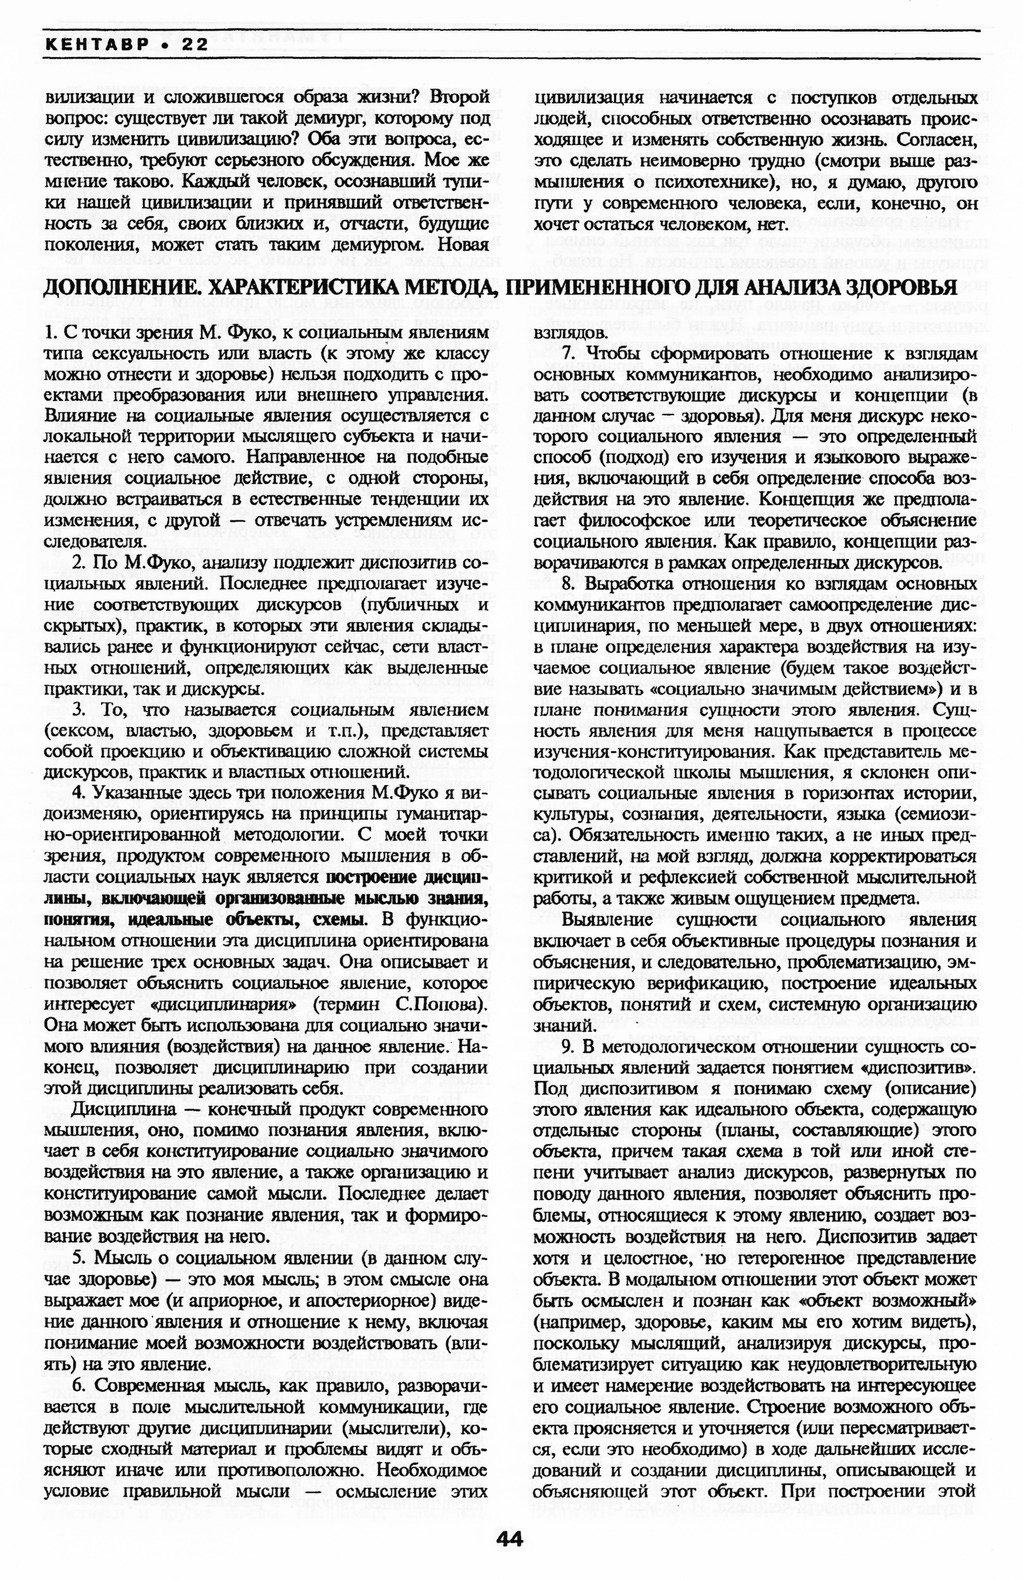 КЕНТАВР • 22
вилизации и сложившегося образа жизни? Второй
вопрос: существует ли такой демиург, которому под
силу изменить цивилизацию? Оба эти вопроса, ес-
тественно, требуют серьезного обсуждения. Мое же
мнение таково. Каждый человек, осознавший тупи-
ки нашей цивилизации и принявший ответствен-
ность за себя, своих близких и, отчасти, будущие
поколения, может стать таким демиургом. Новая
цивилизация начинается с поступков отдельных
людей, способных ответственно осознавать проис-
ходящее и изменять собственную жизнь. Согласен,
это сделать неимоверно трудно (смотри выше раз-
мышления о психотехнике), но, я думаю, другого
пути у современного человека, если, конечно, он
хочет остаться человеком, нет.
ДОПОЛНЕНИЕ. ХАРАКТЕРИСТИКА МЕТОДА, ПРИМЕНЕННОГО ДЛЯ АНАЛИЗА ЗДОРОВЬЯ
1. С точки зрения М. Фуко, к социальным явлениям
типа сексуальность или власть (к этому же классу
можно отнести и здоровье) нельзя подходить с про-
ектами преобразования или внешнего управления.
Влияние на социальные явления осуществляется с
локальной территории мыслящего субъекта и начи-
нается с него самого. Направленное на подобные
явления социальное действие, с одной стороны,
должно встраиваться в естественные тенденции их
изменения, с другой — отвечать устремлениям ис-
следователя.
2. По М.Фуко, анализу подлежит диспозитив со-
циальных явлений. Последнее предполагает изуче-
ние соответствующих дискурсов (публичных и
скрытых), практик, в которых эти явления склады-
вались ранее и функционируют сейчас, сети власт-
ных отношений, определяющих как выделенные
практики, так и дискурсы.
3. То, что называется социальным явлением
(сексом, властью, здоровьем и т.п.), представляет
собой проекцию и объективацию сложной системы
дискурсов, практик и властных отношений.
4. Указанные здесь три положения М.Фуко я ви-
доизменяю, ориентируясь на принципы гуманитар-
но-ориентированной методологии. С моей точки
зрения, продуктом современного мышления в об-
ласти социальных наук является построение дисцип-
лины, включающей организованные мыслью знания,
понятия, идеальные объекты, схемы. В функцио-
нальном отношении эта дисциплина ориентирована
на решение трех основных задач. Она описывает и
позволяет объяснить социальное явление, которое
интересует «дисциплинария» (термин С.Попова).
Она может быть использована для социально значи-
мого влияния (воздействия) на данное явление. На-
конец, позволяет дисциплинарию при создании
этой дисциплины реализовать себя.
Дисциплина — конечный продукт современного
мышления, оно, помимо познания явления, вклю-
чает в себя конституирование социально значимого
воздействия на это явление, а также организацию и
конституирование самой мысли. Последнее делает
возможным как познание явления, так и формиро-
вание воздействия на него.
5. Мысль о социальном явлении (в данном слу-
чае здоровье) — это моя мысль; в этом смысле она
выражает мое (и априорное, и апостериорное) виде-
ние данного явления и отношение к нему, включая
понимание моей возможности воздействовать (вли-
ять) на это явление.
6. Современная мысль, как правило, разворачи-
вается в поле мыслительной коммуникации, где
действуют другие дисциплинарии (мыслители), ко-
торые сходный материал и проблемы видят и объ-
ясняют иначе или противоположно. Необходимое
условие правильной мысли — осмысление этих
взглядов.
7. Чтобы сформировать отношение к взглядам
основных коммуникантов, необходимо анализиро-
вать соответствующие дискурсы и концепции (в
данном случае — здоровья). Для меня дискурс неко-
торого социального явления — это определенный
способ (подход) его изучения и языкового выраже-
ния, включающий в себя определение способа воз-
действия на это явление. Концепция же предпола-
гает философское или теоретическое объяснение
социального явления. Как правило, концепции раз-
ворачиваются в рамках определенных дискурсов.
8. Выработка отношения ко взглядам основных
коммуникантов предполагает самоопределение дис-
циплинария, по меньшей мере, в двух отношениях:
в плане определения характера воздействия на изу-
чаемое социальное явление (будем такое воздейст-
вие называть «социально значимым действием») и в
плане понимания сущности этого явления. Сущ-
ность явления для меня нащупывается в процессе
изучения-конституирования. Как представитель ме-
тодологической школы мышления, я склонен опи-
сывать социальные явления в горизонтах истории,
культуры, сознания, деятельности, языка (семиози-
са). Обязательность именно таких, а не иных пред-
ставлений, на мой взгляд, должна корректироваться
критикой и рефлексией собственной мыслительной
работы, а также живым ощущением предмета.
Выявление сущности социального явления
включает в себя объективные процедуры познания и
объяснения, и следовательно, проблематизацию, эм-
пирическую верификацию, построение идеальных
объектов, понятий и схем, системную организацию
знаний.
9. В методологическом отношении сущность со-
циальных явлений задается понятием «диспозитив».
Под диспозитивом я понимаю схему (описание)
этого явления как идеального объекта, содержащую
отдельные стороны (планы, составляющие) этого
объекта, причем такая схема в той или иной сте-
пени учитывает анализ дискурсов, развернутых по
поводу данного явления, позволяет объяснить про-
блемы, относящиеся к этому явлению, создает воз-
можность воздействия на него. Диспозитив задает
хотя и целостное, но гетерогенное представление
объекта. В модальном отношении этот объект может
быть осмыслен и познан как «объект возможный»
(например, здоровье, каким мы его хотим видеть),
поскольку мыслящий, анализируя дискурсы, про-
блематизирует ситуацию как неудовлетворительную
и имеет намерение воздействовать на интересующее
его социальное явление. Строение возможного объ-
екта проясняется и уточняется (или пересматривает-
ся, если это необходимо) в ходе дальнейших иссле-
дований и создании дисциплины, описывающей и
объясняющей этот объект. При построении этой
44